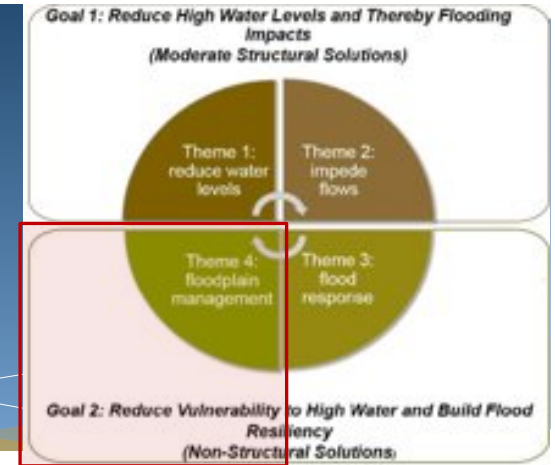 Goal 1: Reduce High Water Levels and Thereby Flooding
Impacts
(Moderate Structural Solutions)
Theme 1:
reduce water
levels
Theme 2:
impede
flows
Theme 4:
floodplain
management
Theme 3:
flood
response
Goal 2: Reduce Vulnerability to High Water and Build Flood
Resiliency
(Non-Structural Solutions)